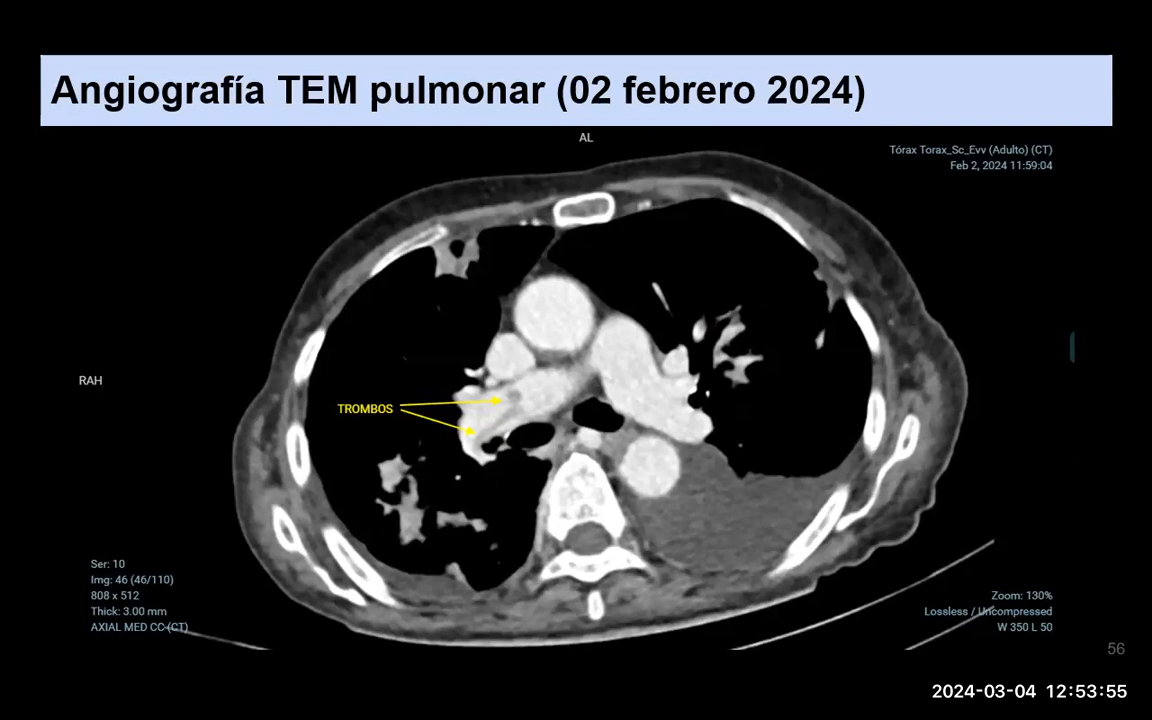 Angiografía TEM pulmonar (02 febrero 2024)
AL
Tórax Torax_Sc_Evv (Adulto) (CT)
Feb 2, 2024 11:59:04
RAH
TROMBOS
Ser: 10
Img: 46 (46/110)
808 x 512
Thick: 3.00 mm
AXIAL MED CC (CT)
Zoom: 130%
Lossless / Uncompressed
W 350 L 50
56
2024-03-04 12:53:55